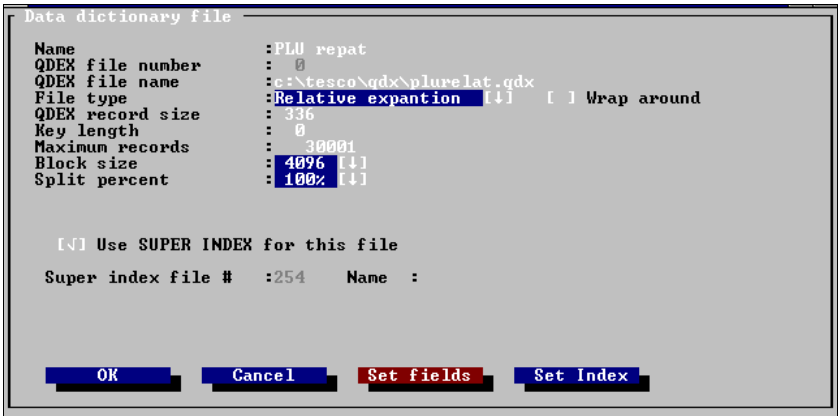 Data dictionary file
Name :PLU repat
QDEX file number : 0
QDEX file name :c:\tesco\qdx\plurelat.qdx
File type :Relative expantion [↓] [ ] Wrap around
QDEX record size : 336
Key length : 0
Maximum records : 30001
Block size : 4096 [↓]
Split percent : 100% [↓]
[√] Use SUPER INDEX for this file
Super index file # :254 Name :
OK Cancel Set fields Set Index